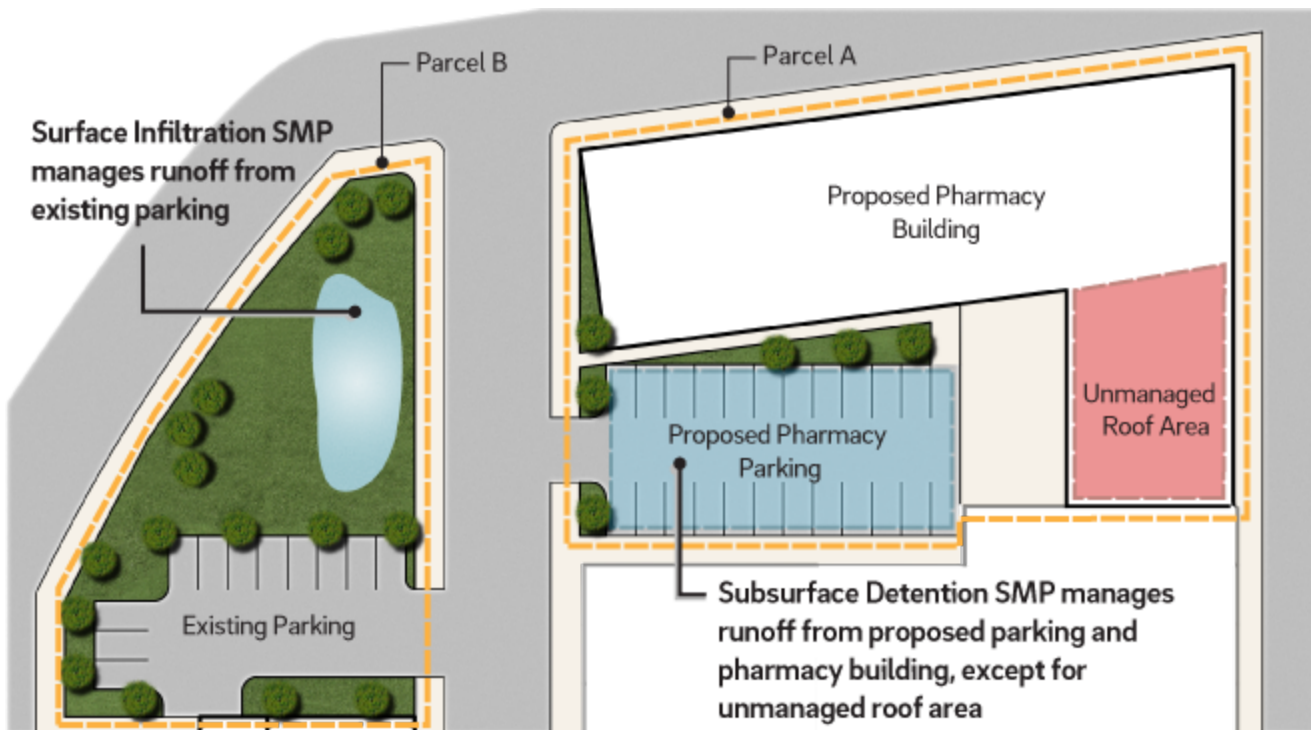 Parcel B
Parcel A
Surface Infiltration SMP
manages runoff from
existing parking
Proposed Pharmacy
Building
Unmanaged
Roof Area
Proposed Pharmacy
Parking
Existing Parking
Subsurface Detention SMP manages
runoff from proposed parking and
pharmacy building, except for
unmanaged roof area